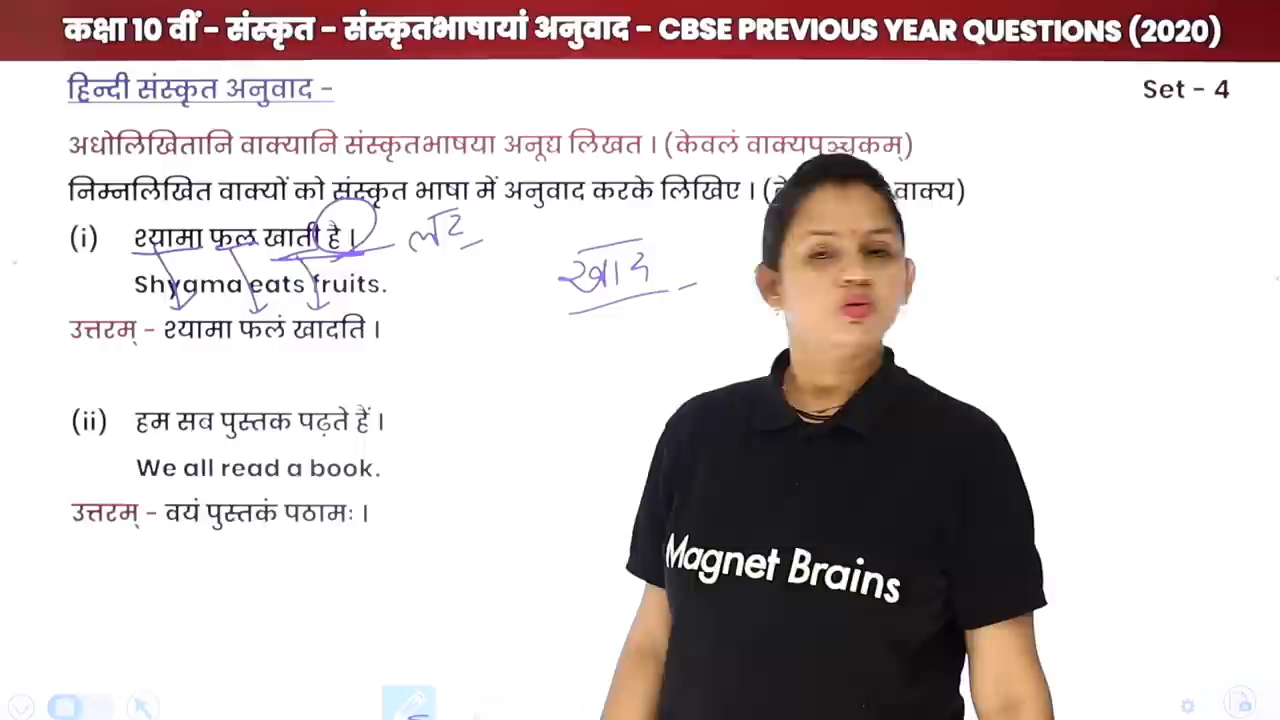 कक्षा 10 वीं - संस्कृत - संस्कृतभाषायां अनुवाद - CBSE PREVIOUS YEAR QUESTIONS (2020)
हिन्दी संस्कृत अनुवाद -
Set - 4
अधोलिखितानि वाक्यानि संस्कृतभाषया अनूद्य लिखत । (केवलं वाक्यपञ्चकम्)
निम्नलिखित वाक्यों को संस्कृत भाषा में अनुवाद करके लिखिए । ( वाक्य)
(i) श्यामा फल खाती है । लट्
Shyama eats fruits.
खाद
उत्तरम् - श्यामा फलं खादति ।
(ii) हम सब पुस्तक पढ़ते हैं ।
We all read a book.
उत्तरम् - वयं पुस्तकं पठामः ।
Magnet Brains